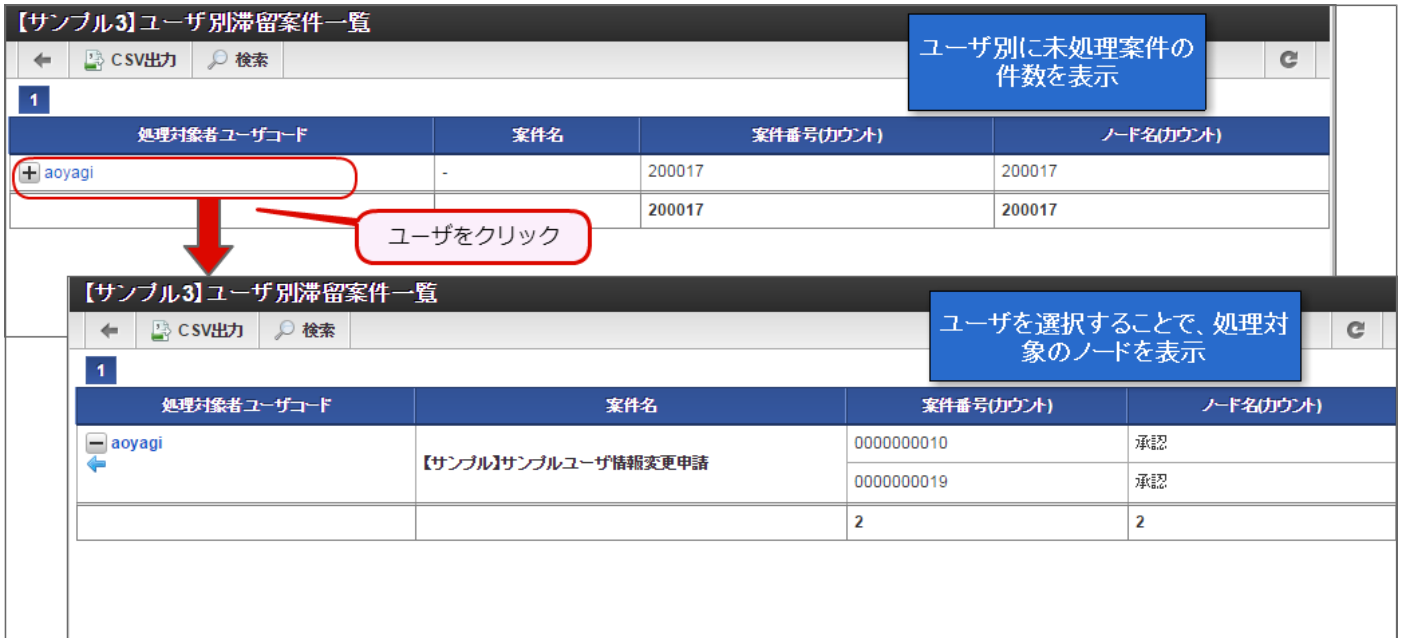 【サンプル3】ユーザ別滞留案件一覧
ユーザ別に未処理案件の
件数を表示
CSV出力 検索
1
処理対象者ユーザコード 案件名 案件番号(カウント) ノード名(カウント)
aoyagi - 200017 200017
200017 200017
ユーザをクリック
【サンプル3】ユーザ別滞留案件一覧
ユーザを選択することで、処理対
象のノードを表示
CSV出力 検索
1
処理対象者ユーザコード 案件名 案件番号(カウント) ノード名(カウント)
aoyagi 【サンプル】サンプルユーザ情報変更申請 0000000010 承認
0000000019 承認
2 2